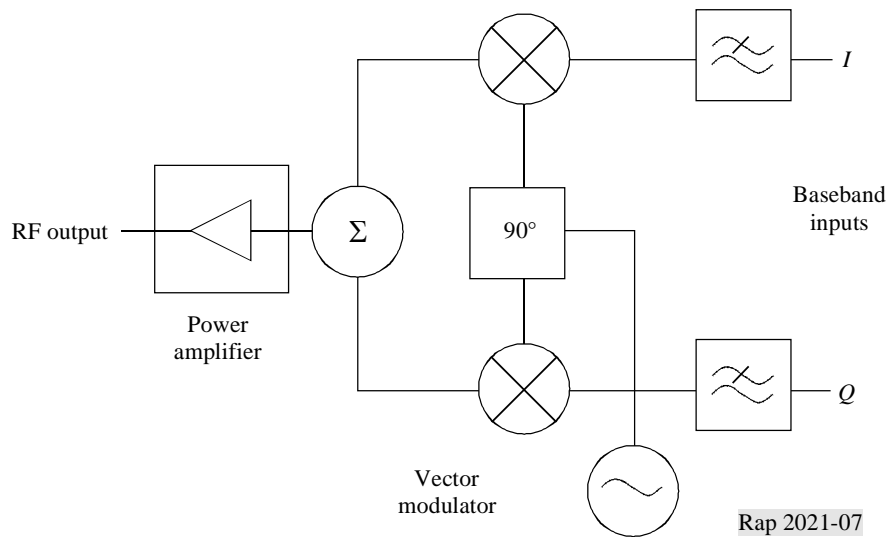 I
Baseband
inputs
RF output
Σ
90°
Power
amplifier
Q
Vector
modulator
Rap 2021-07